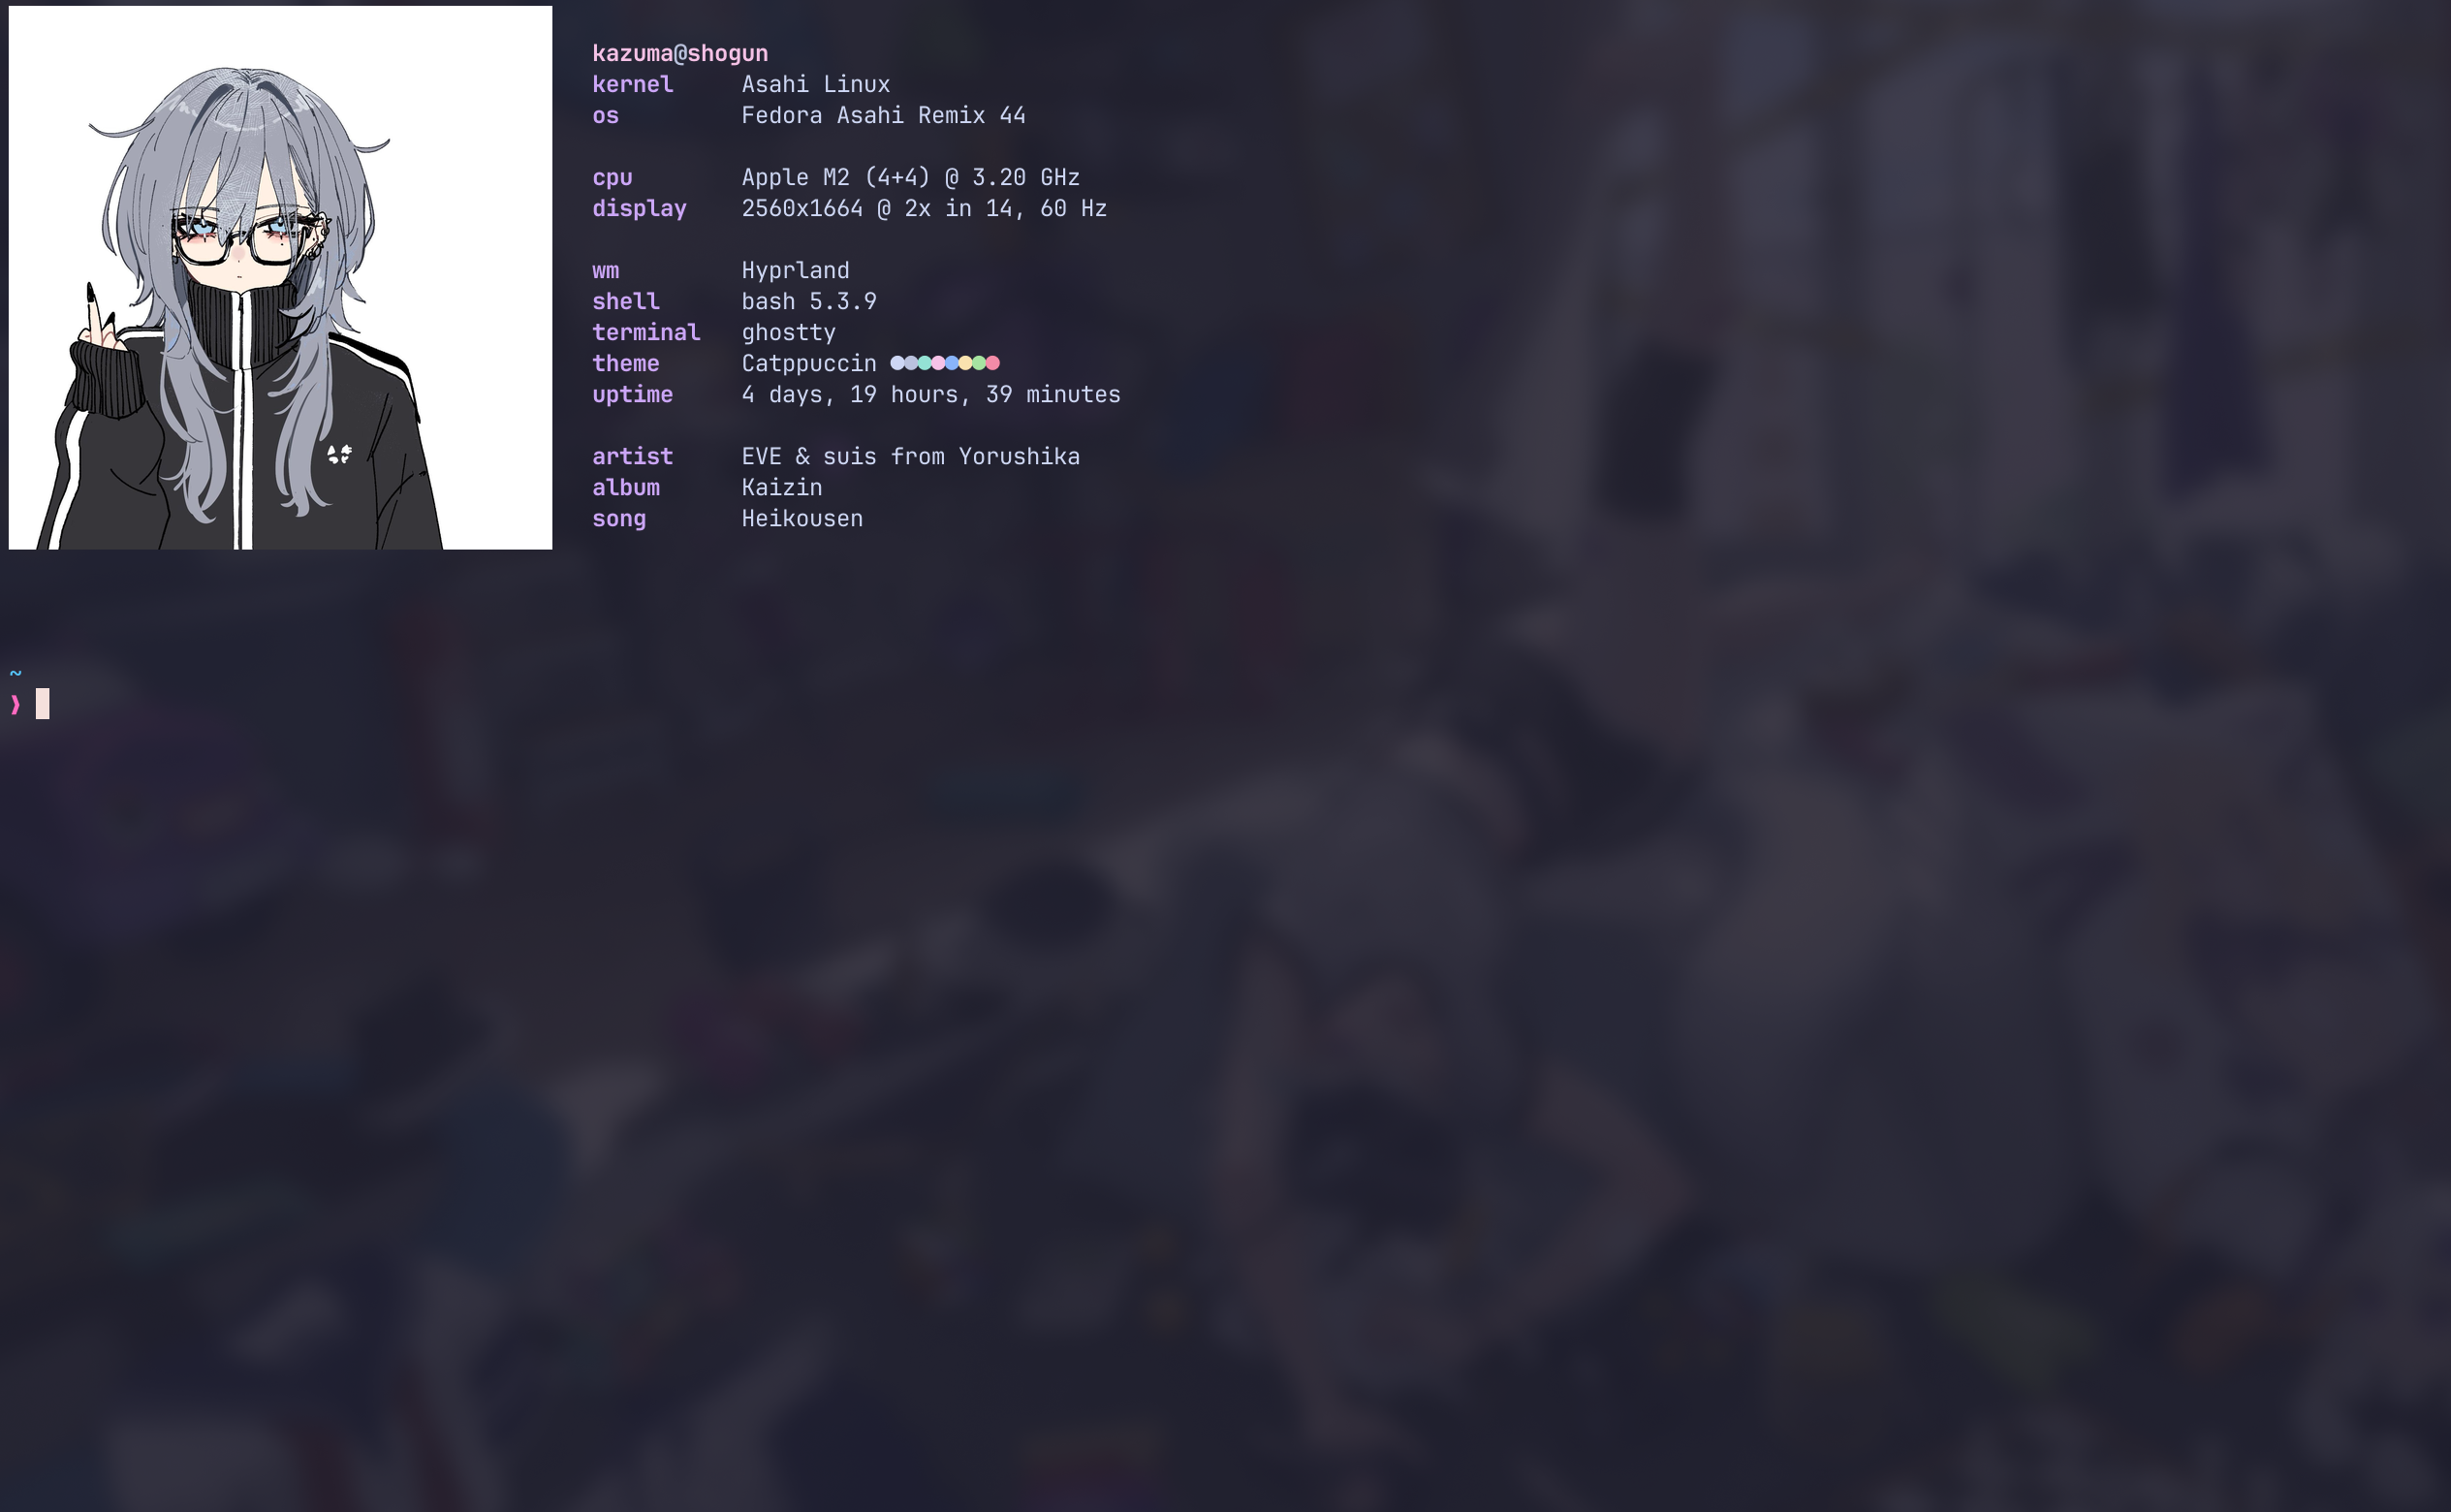 kazuma@shogun
kernel Asahi Linux
os Fedora Asahi Remix 44
cpu Apple M2 (4+4) @ 3.20 GHz
display 2560x1664 @ 2x in 14, 60 Hz
wm Hyprland
shell bash 5.3.9
terminal ghostty
theme Catppuccin
uptime 4 days, 19 hours, 39 minutes
artist EVE & suis from Yorushika
album Kaizin
song Heikousen
~
❯